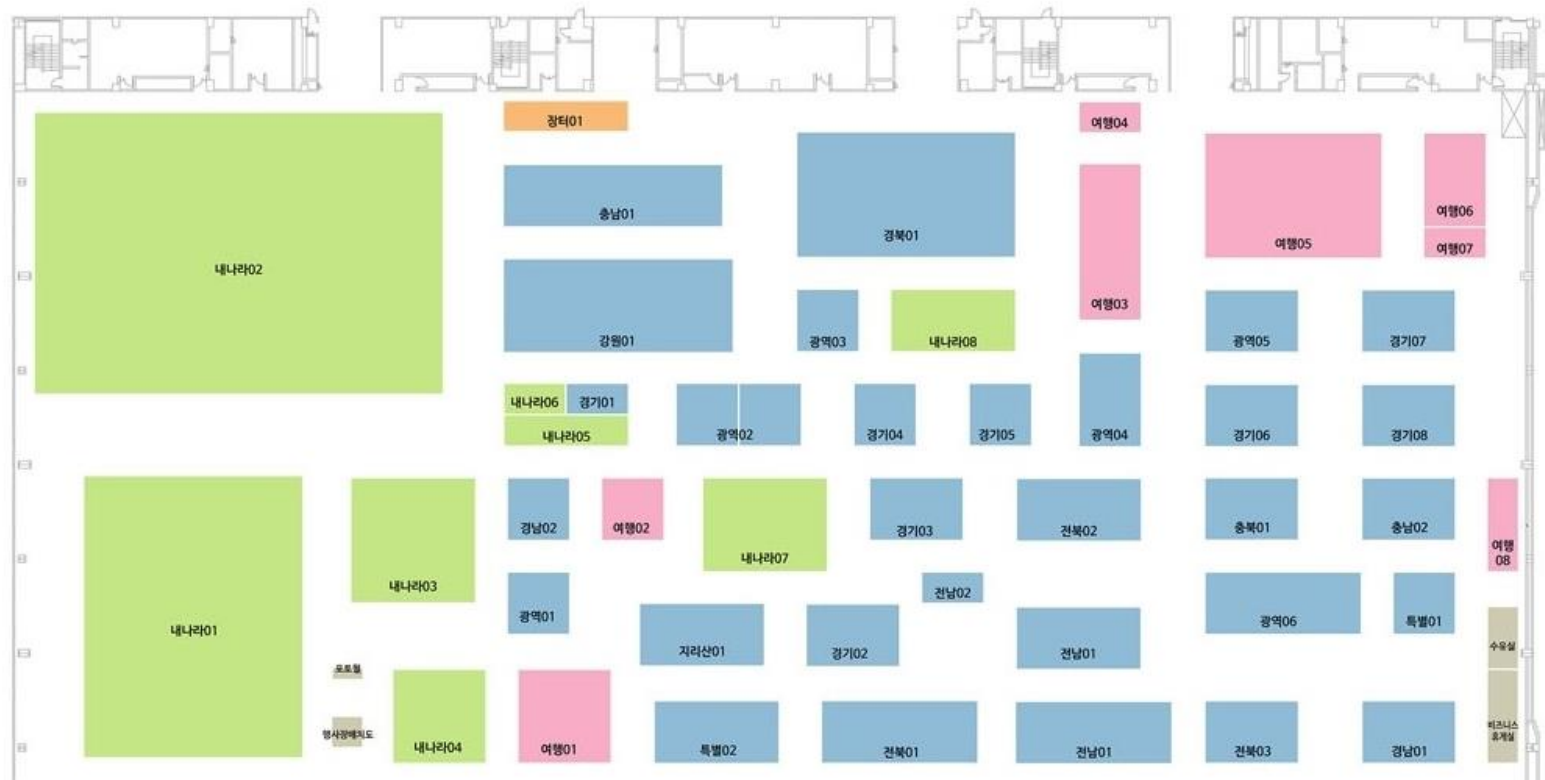 장터01
여행04
충남01
경북01
여행05
여행06
여행07
내나라02
여행03
강원01
광역03
내나라08
광역05
경기07
내나라06
경기01
내나라05
광역02
경기04
경기05
광역04
경기06
경기08
경남02
여행02
내나라07
경기03
전북02
충북01
충남02
여행
08
내나라03
전남02
내나라01
광역01
지리산01
경기02
전남01
광역06
특별01
수유실
포토월
행사장배치도
내나라04
여행01
특별02
전북01
전남01
전북03
경남01
비즈니스
휴게실